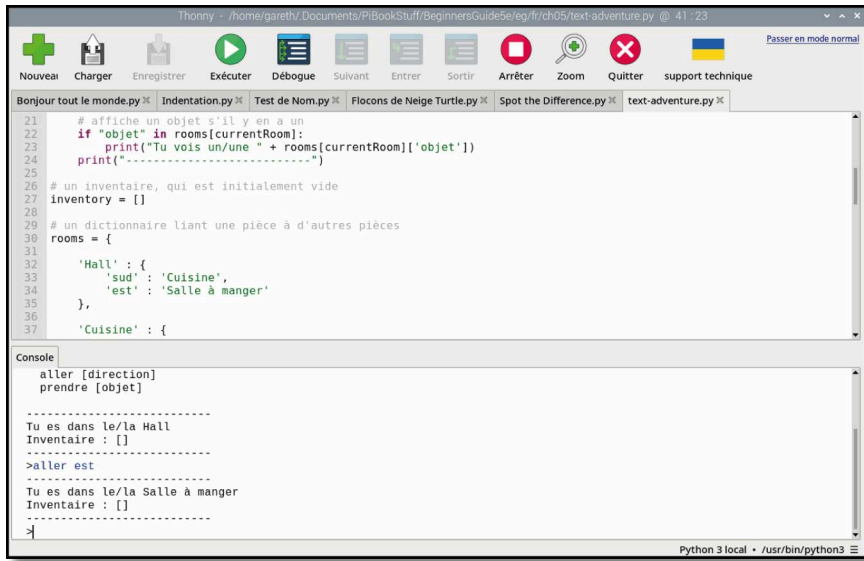 Thonny - /home/gareth/.Documents/PiBookStuff/BeginnersGuide5e/eg/fr/ch05/text-adventure.py @ 41 : 23
Passer en mode normal
Nouveau Charger Enregistrer Exécuter Débogue Suivant Entrer Sortir Arrêter Zoom Quitter support technique
Bonjour tout le monde.py Indentation.py Test de Nom.py Flocons de Neige Turtle.py Spot the Difference.py text-adventure.py
21 # affiche un objet s'il y en a un
22 if "objet" in rooms[currentRoom]:
23 print("Tu vois un/une " + rooms[currentRoom]['objet'])
24 print("---------------------------")
25
26 # un inventaire, qui est initialement vide
27 inventory = []
28
29 # un dictionnaire liant une pièce à d'autres pièces
30 rooms = {
31
32 'Hall' : {
33 'sud' : 'Cuisine',
34 'est' : 'Salle à manger'
35 },
36
37 'Cuisine' : {
Console
aller [direction]
prendre [objet]
---------------------------
Tu es dans le/la Hall
Inventaire : []
---------------------------
>aller est
---------------------------
Tu es dans le/la Salle à manger
Inventaire : []
---------------------------
>
Python 3 local • /usr/bin/python3 ≡